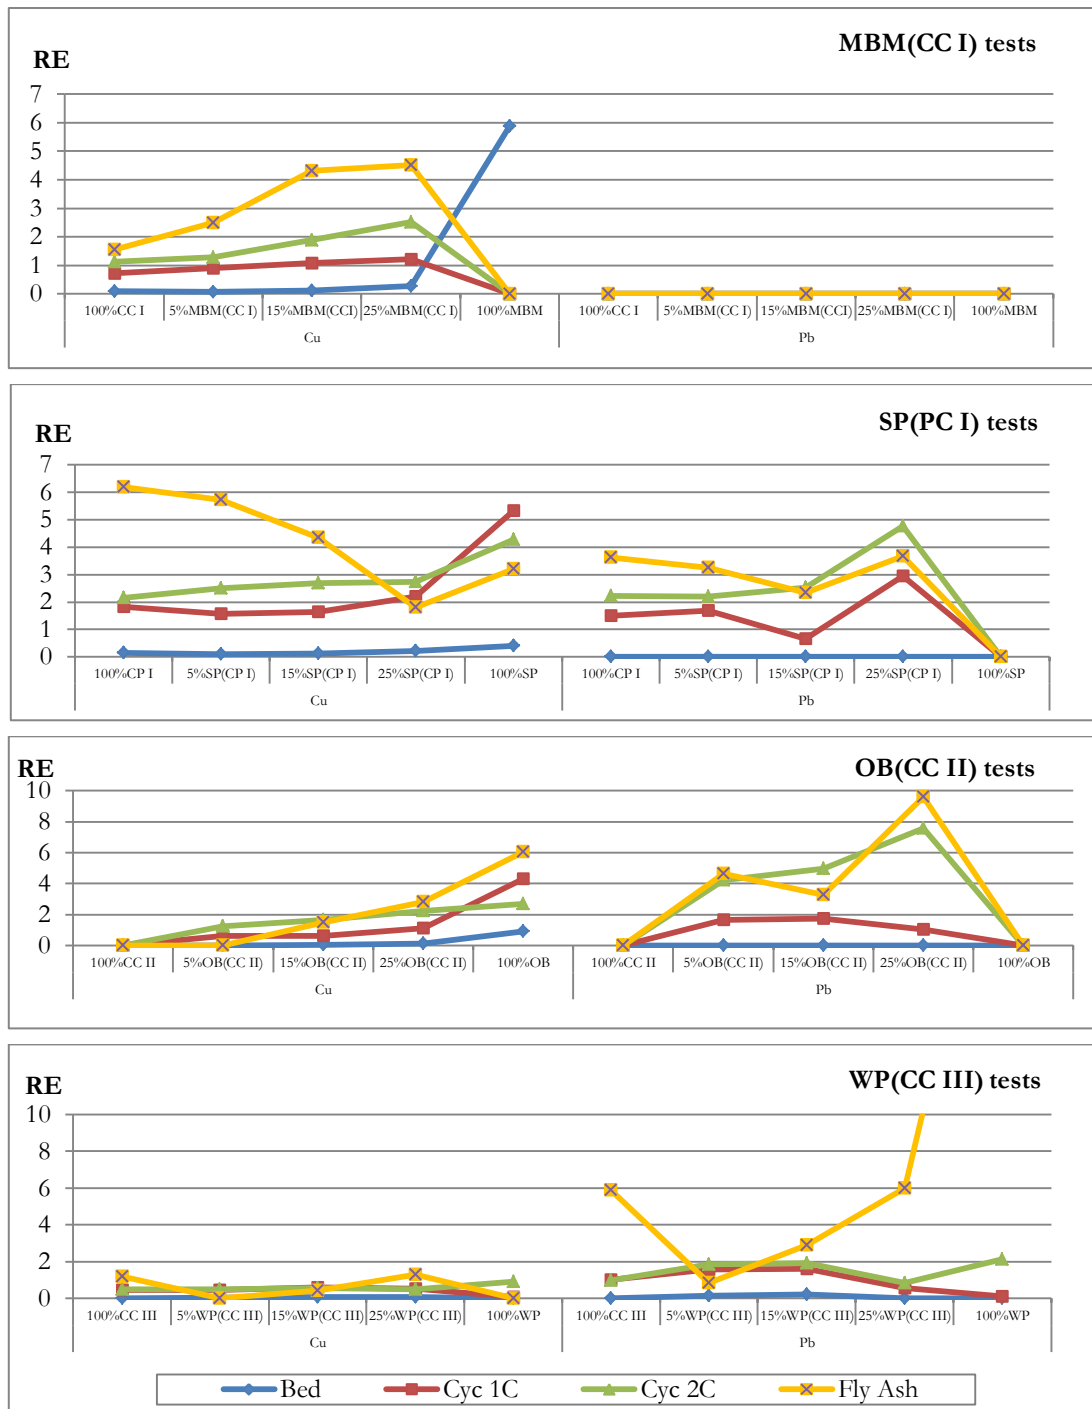 MBM(CC I) tests
RE
7
6
5
4
3
2
1
0
100%CC I 5%MBM(CC I) 15%MBM(CCI) 25%MBM(CC I) 100%MBM 100%CC I 5%MBM(CC I) 15%MBM(CCI) 25%MBM(CC I) 100%MBM
Cu Pb
SP(PC I) tests
RE
7
6
5
4
3
2
1
0
100%CP I 5%SP(CP I) 15%SP(CP I) 25%SP(CP I) 100%SP 100%CP I 5%SP(CP I) 15%SP(CP I) 25%SP(CP I) 100%SP
Cu Pb
OB(CC II) tests
RE
10
8
6
4
2
0
100%CC II 5%OB(CC II) 15%OB(CC II) 25%OB(CC II) 100%OB 100%CC II 5%OB(CC II) 15%OB(CC II) 25%OB(CC II) 100%OB
Cu Pb
WP(CC III) tests
RE
10
8
6
4
2
0
100%CC III 5%WP(CC III) 15%WP(CC III) 25%WP(CC III) 100%WP 100%CC III 5%WP(CC III) 15%WP(CC III) 25%WP(CC III) 100%WP
Cu Pb
Bed Cyc 1C Cyc 2C Fly Ash